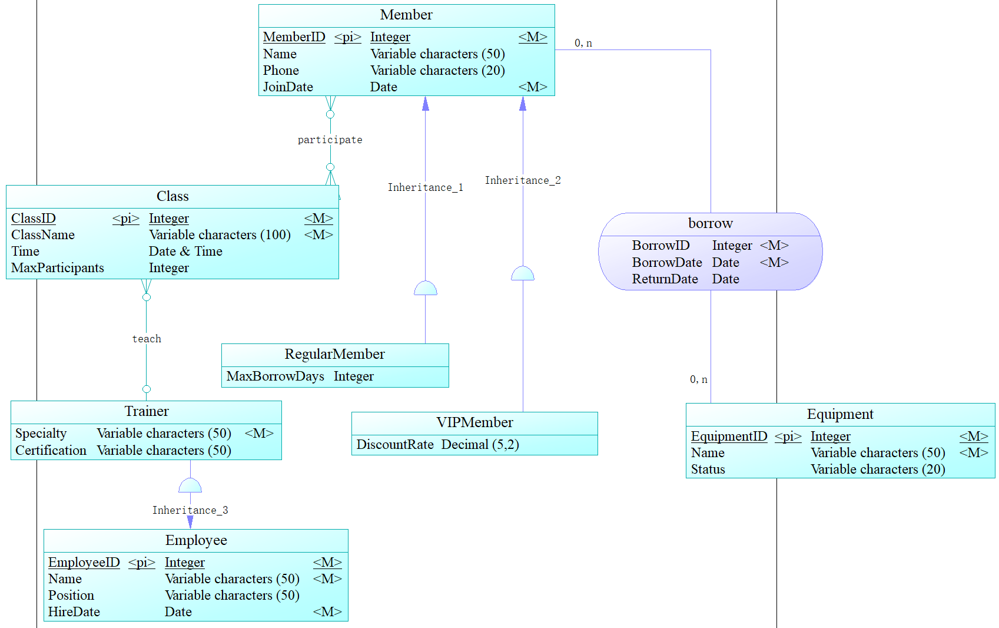 Member
MemberID <pi> Integer <M>
Name Variable characters (50)
Phone Variable characters (20)
JoinDate Date <M>
0,n
participate
Inheritance_1
Inheritance_2
Class
ClassID <pi> Integer <M>
ClassName Variable characters (100) <M>
Time Date & Time
MaxParticipants Integer
borrow
BorrowID Integer <M>
BorrowDate Date <M>
ReturnDate Date
teach
RegularMember
MaxBorrowDays Integer
0,n
Trainer
Specialty Variable characters (50) <M>
Certification Variable characters (50)
VIPMember
DiscountRate Decimal (5,2)
Equipment
EquipmentID <pi> Integer <M>
Name Variable characters (50) <M>
Status Variable characters (20)
Inheritance_3
Employee
EmployeeID <pi> Integer <M>
Name Variable characters (50) <M>
Position Variable characters (50)
HireDate Date <M>